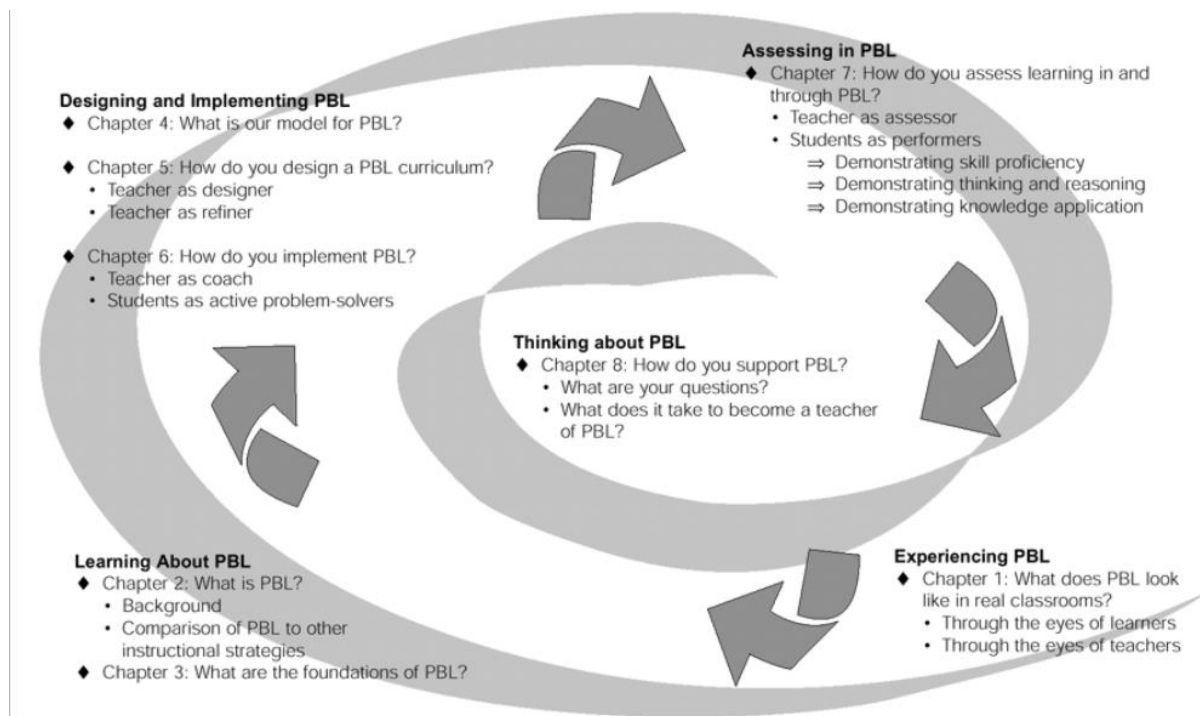 Designing and Implementing PBL
♦ Chapter 4: What is our model for PBL?
♦ Chapter 5: How do you design a PBL curriculum?
• Teacher as designer
• Teacher as refiner
♦ Chapter 6: How do you implement PBL?
• Teacher as coach
• Students as active problem-solvers
Assessing in PBL
♦ Chapter 7: How do you assess learning in and
through PBL?
• Teacher as assessor
• Students as performers
⇒ Demonstrating skill proficiency
⇒ Demonstrating thinking and reasoning
⇒ Demonstrating knowledge application
Thinking about PBL
♦ Chapter 8: How do you support PBL?
• What are your questions?
• What does it take to become a teacher
of PBL?
Learning About PBL
♦ Chapter 2: What is PBL?
• Background
• Comparison of PBL to other
instructional strategies
♦ Chapter 3: What are the foundations of PBL?
Experiencing PBL
♦ Chapter 1: What does PBL look
like in real classrooms?
• Through the eyes of learners
• Through the eyes of teachers